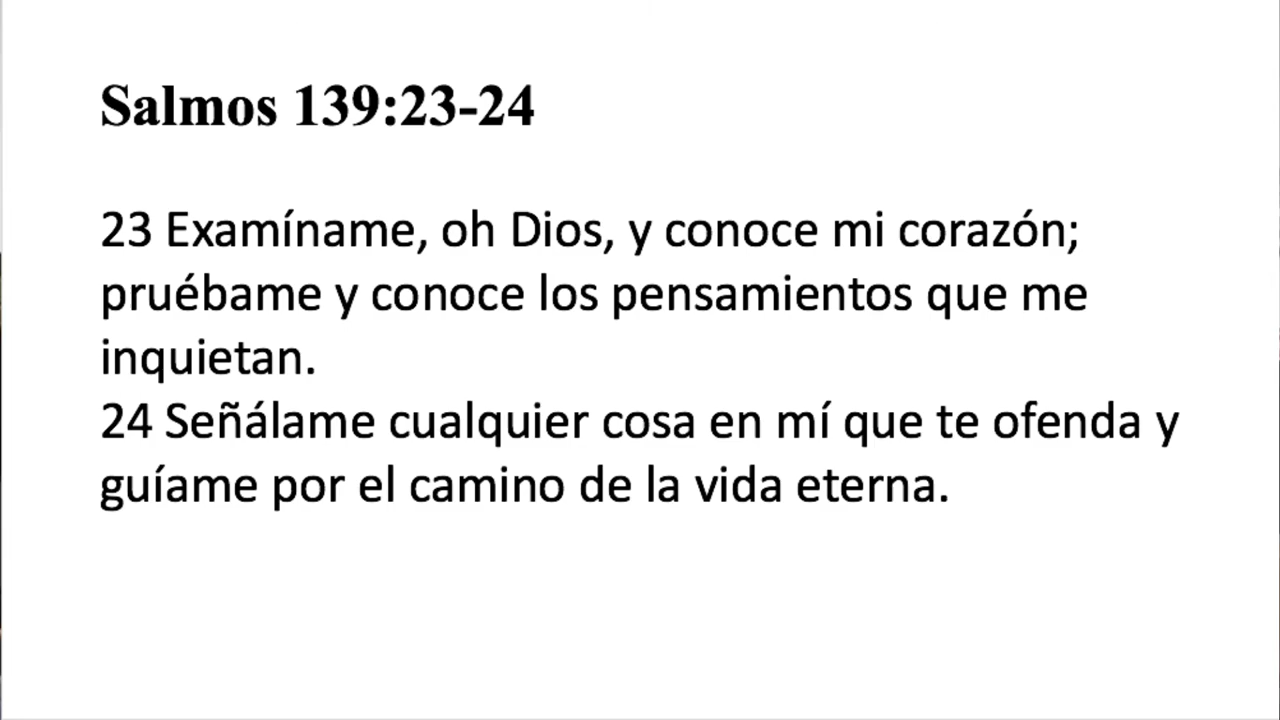 Salmos 139:23-24
23 Examíname, oh Dios, y conoce mi corazón;
pruébame y conoce los pensamientos que me
inquietan.
24 Señálame cualquier cosa en mí que te ofenda y
guíame por el camino de la vida eterna.